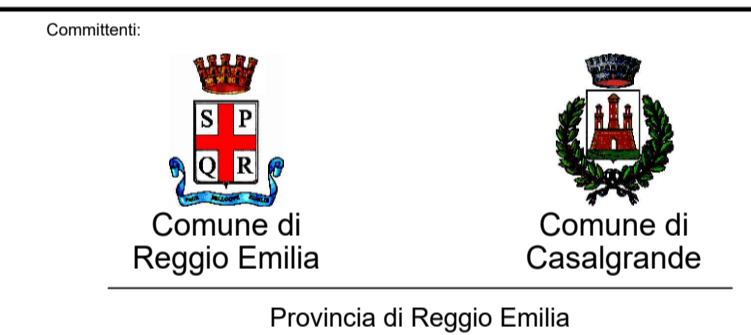 Committenti:
S P
Q R
Comune di
Reggio Emilia
Comune di
Casalgrande
Provincia di Reggio Emilia